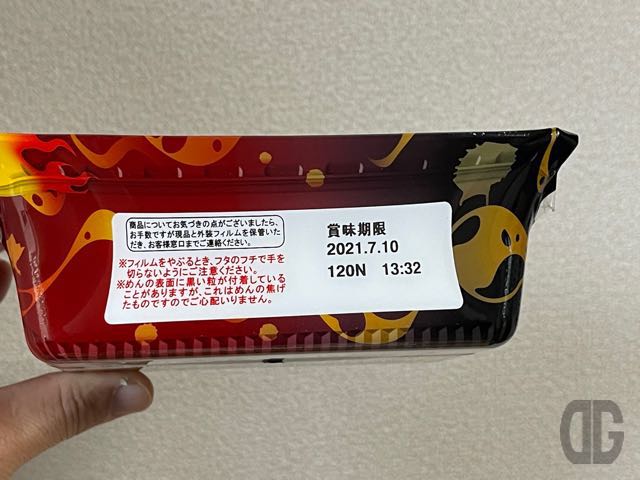 商品についてお気づきの点がございましたら、
お手数ですが現品と外装フィルムを保管いた
だき、お客様窓口までご連絡ください。
※フィルムをやぶるとき、フタのフチで手を
切らないようにご注意ください。
※めんの表面に黒い粒が付着している
ことがありますが、これはめんの焦げ
たものですのでご心配いりません。
賞味期限
2021.7.10
120N 13:32
DG